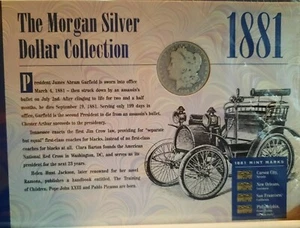 The Morgan Silver
Dollar Collection
1881
President James Abram Garfield is sworn into office
March 4, 1881 – then struck down by an assassin's
bullet on July 2nd. After clinging to life for two and a half
months, he dies September 19, 1881. Serving only 199 days in
office, Garfield is the second President to die from an assassin's bullet.
Chester Arthur succeeds to the presidency.
Tennessee enacts the first Jim Crow law, providing for "separate
but equal" first-class coaches for blacks, instead of no first-class
coaches for blacks at all. Clara Barton founds the American
National Red Cross in Washington, DC, and serves as its
president for the next 23 years.
Helen Hunt Jackson, later renowned for her novel
Ramona, publishes a handbook entitled: The Training
of Children. Pope John XXIII and Pablo Picasso are born.
1881 MINT MARKS
Carson City,
New Orleans,
San Francisco,
Philadelphia,